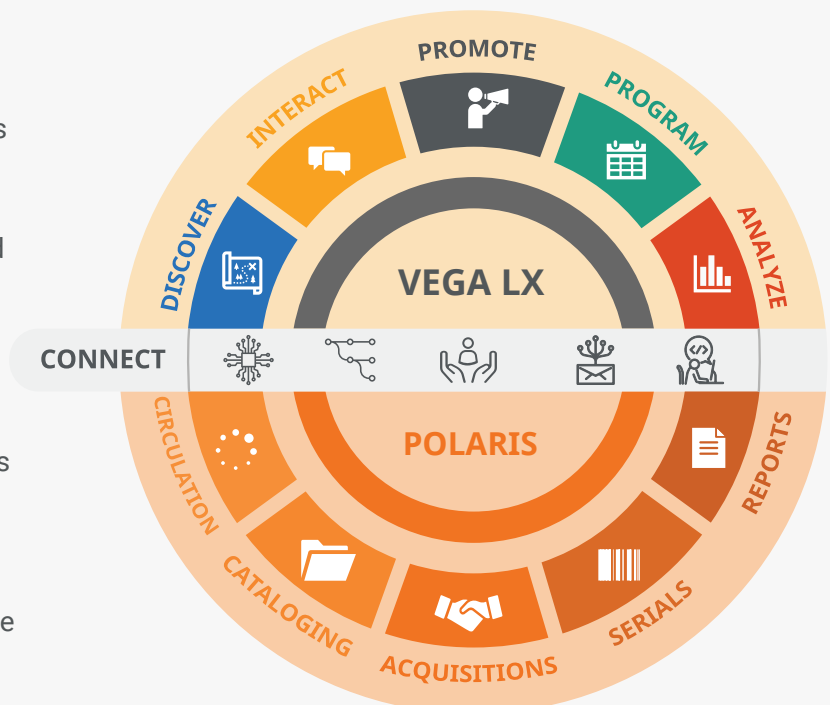 PROMOTE
INTERACT
PROGRAM
DISCOVER
ANALYZE
VEGA LX
CONNECT
POLARIS
CIRCULATION
REPORTS
CATALOGING
SERIALS
ACQUISITIONS